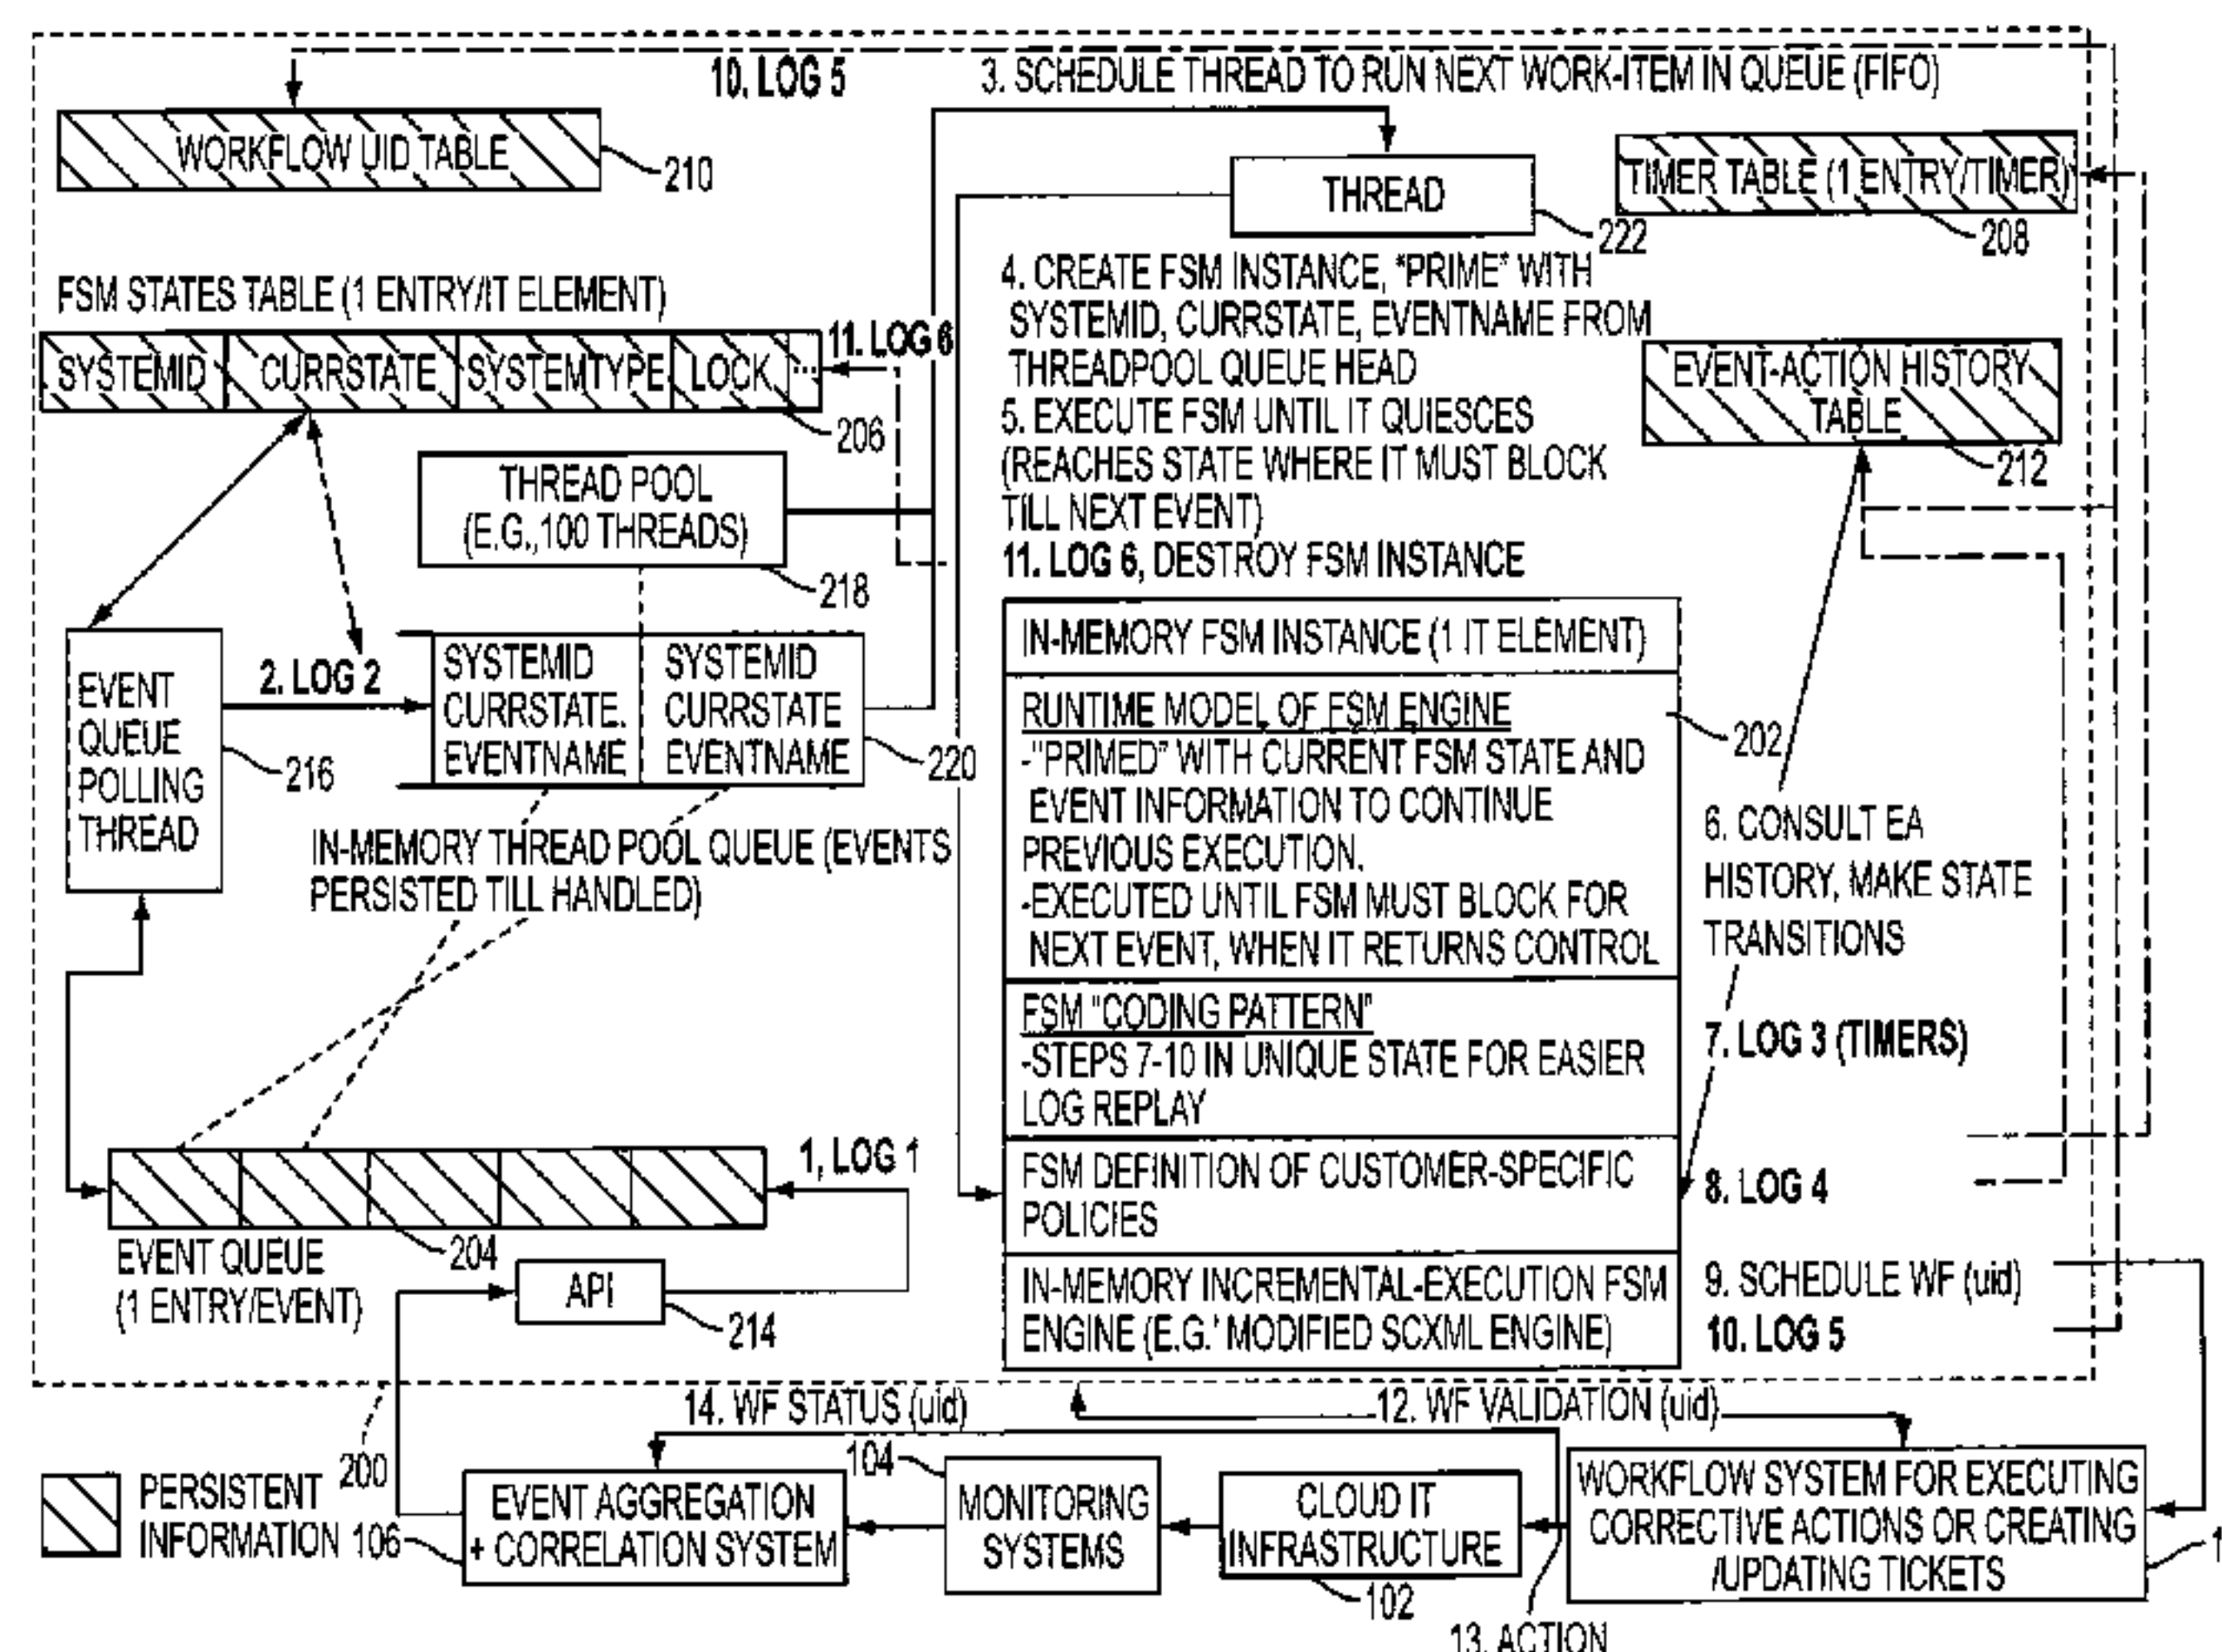 10. LOG 5
3. SCHEDULE THREAD TO RUN NEXT WORK-ITEM IN QUEUE (FIFO)
WORKFLOW UID TABLE
210
THREAD
222
TIMER TABLE (1 ENTRY/TIMER)
208
FSM STATES TABLE (1 ENTRY/IT ELEMENT)
SYSTEMID
CURRSTATE
SYSTEMTYPE
LOCK
...
206
11. LOG 6
4. CREATE FSM INSTANCE, "PRIME" WITH
SYSTEMID, CURRSTATE, EVENTNAME FROM
THREADPOOL QUEUE HEAD
5. EXECUTE FSM UNTIL IT QUIESCES
(REACHES STATE WHERE IT MUST BLOCK
TILL NEXT EVENT)
11. LOG 6, DESTROY FSM INSTANCE
EVENT-ACTION HISTORY
TABLE
212
THREAD POOL
(E.G.,100 THREADS)
218
EVENT
QUEUE
POLLING
THREAD
216
2. LOG 2
SYSTEMID
CURRSTATE.
EVENTNAME
SYSTEMID
CURRSTATE
EVENTNAME
220
IN-MEMORY THREAD POOL QUEUE (EVENTS
PERSISTED TILL HANDLED)
IN-MEMORY FSM INSTANCE (1 IT ELEMENT)
RUNTIME MODEL OF FSM ENGINE
-"PRIMED" WITH CURRENT FSM STATE AND
EVENT INFORMATION TO CONTINUE
PREVIOUS EXECUTION.
-EXECUTED UNTIL FSM MUST BLOCK FOR
NEXT EVENT, WHEN IT RETURNS CONTROL
202
FSM "CODING PATTERN"
-STEPS 7-10 IN UNIQUE STATE FOR EASIER
LOG REPLAY
FSM DEFINITION OF CUSTOMER-SPECIFIC
POLICIES
IN-MEMORY INCREMENTAL-EXECUTION FSM
ENGINE (E.G.' MODIFIED SCXML ENGINE)
6. CONSULT EA
HISTORY, MAKE STATE
TRANSITIONS
7. LOG 3 (TIMERS)
8. LOG 4
9. SCHEDULE WF (uid)
10. LOG 5
1, LOG 1
204
EVENT QUEUE
(1 ENTRY/EVENT)
API
214
14. WF STATUS (uid)
12. WF VALIDATION (uid)
200
PERSISTENT
INFORMATION
106
EVENT AGGREGATION
+ CORRELATION SYSTEM
104
MONITORING
SYSTEMS
CLOUD IT
INFRASTRUCTURE
102
13. ACTION
WORKFLOW SYSTEM FOR EXECUTING
CORRECTIVE ACTIONS OR CREATING
/UPDATING TICKETS